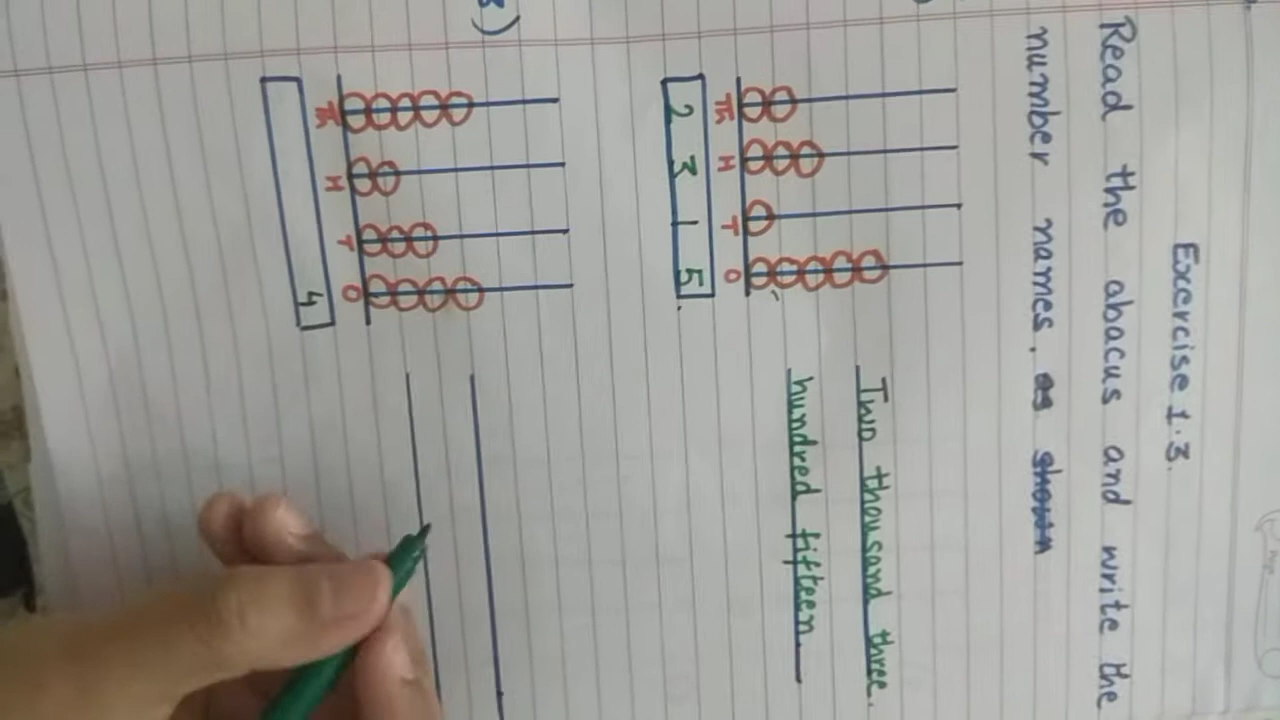 Exercise 1.3.
Read the abacus and write the
number names. as shown
Th H T O
2 3 1 5
Two thousand three
hundred fifteen
3)
Th H T O
4